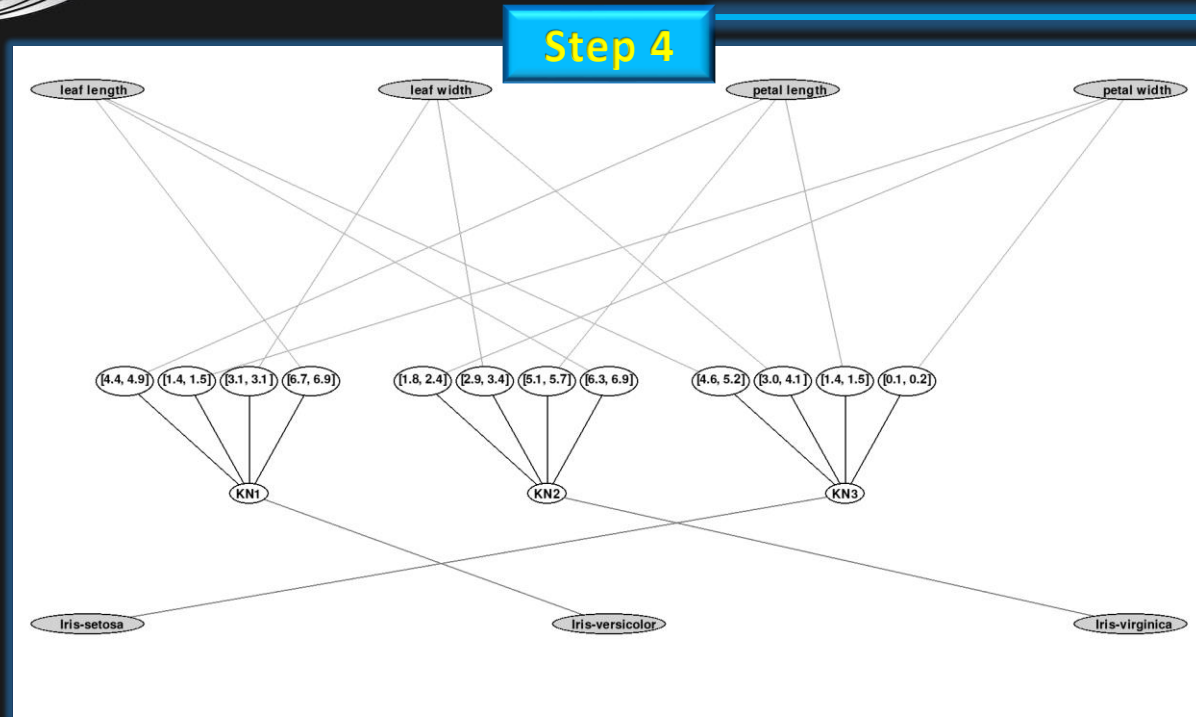 Step 4
leaf length leaf width petal length petal width
[4.4, 4.9] [1.4, 1.5] [3.1, 3.1] [6.7, 6.9] [1.8, 2.4] [2.9, 3.4] [5.1, 5.7] [6.3, 6.9] [4.6, 5.2] [3.0, 4.1] [1.4, 1.5] [0.1, 0.2]
KN1 KN2 KN3
Iris-setosa Iris-versicolor Iris-virginica